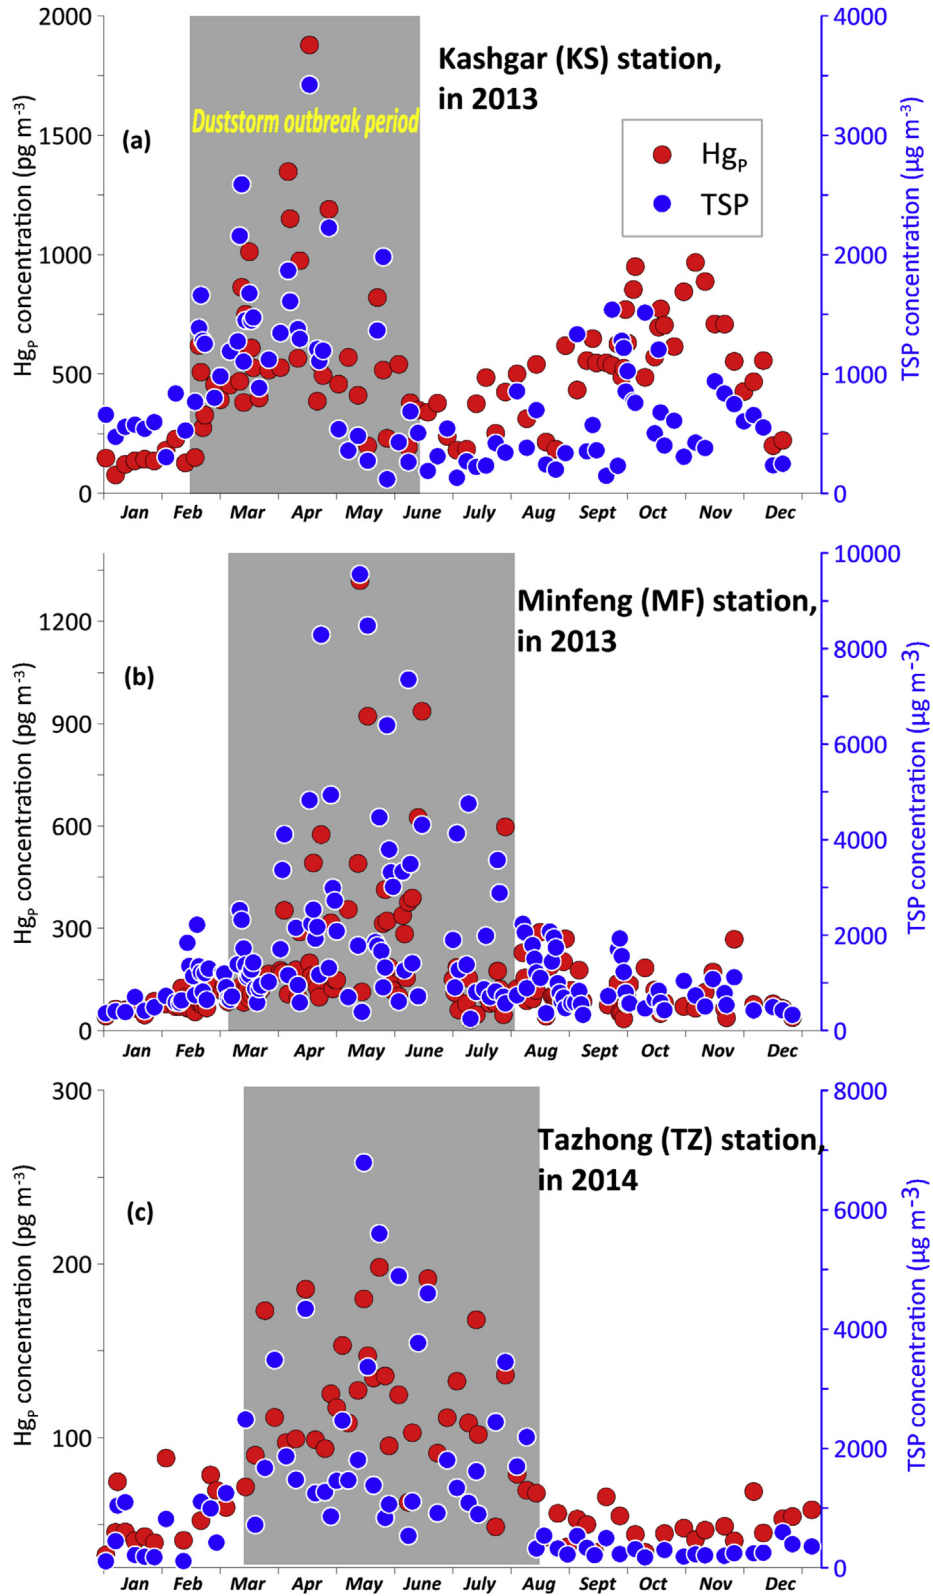 2000
4000
Kashgar (KS) station,
in 2013
Duststorm outbreak period
(a)
1500
3000
Hgₚ
TSP
1000
2000
500
1000
0
0
Hgₚ concentration (pg m⁻³)
TSP concentration (µg m⁻³)
Jan Feb Mar Apr May June July Aug Sept Oct Nov Dec
10000
Minfeng (MF) station,
in 2013
1200
8000
(b)
900
6000
600
4000
300
2000
0
0
Hgₚ concentration (pg m⁻³)
TSP concentration (µg m⁻³)
Jan Feb Mar Apr May June July Aug Sept Oct Nov Dec
300
8000
Tazhong (TZ) station,
in 2014
(c)
6000
200
4000
100
2000
0
Hgₚ concentration (pg m⁻³)
TSP concentration (µg m⁻³)
Jan Feb Mar Apr May June July Aug Sept Oct Nov Dec